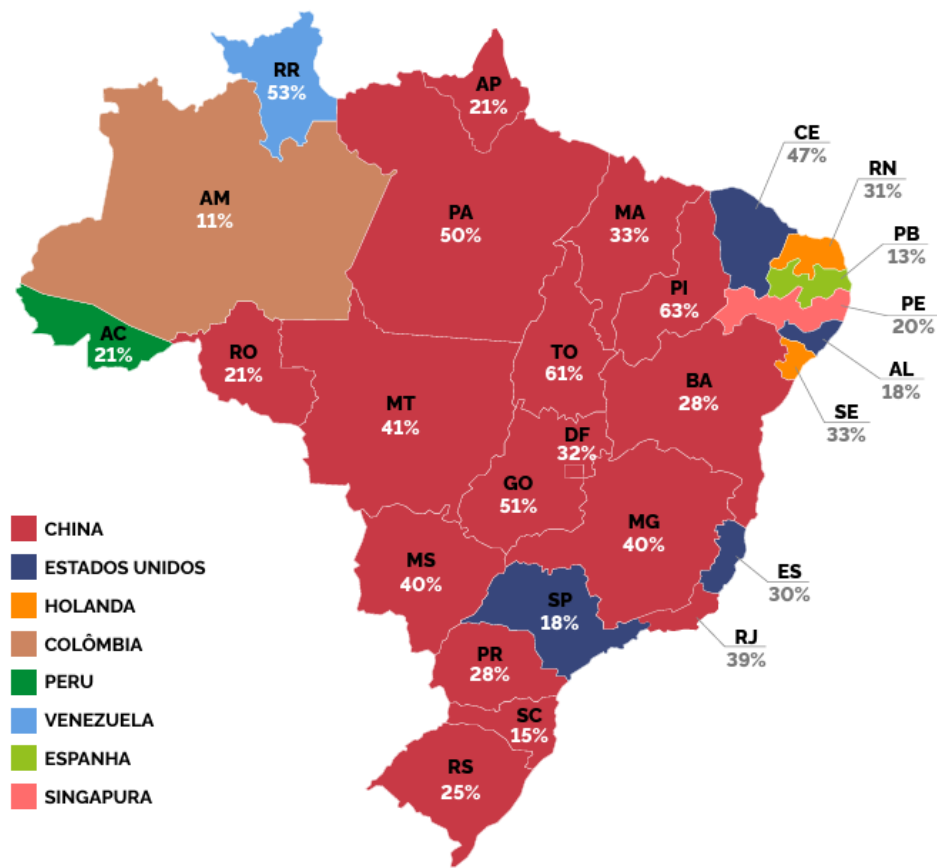 RR
53%
AP
21%
CE
47%
RN
31%
AM
11%
PA
50%
MA
33%
PB
13%
PI
63%
PE
20%
AC
21%
RO
21%
TO
61%
AL
18%
BA
28%
MT
41%
SE
33%
DF
32%
GO
51%
MG
40%
MS
40%
ES
30%
SP
18%
RJ
39%
PR
28%
SC
15%
RS
25%
CHINA
ESTADOS UNIDOS
HOLANDA
COLÔMBIA
PERU
VENEZUELA
ESPANHA
SINGAPURA